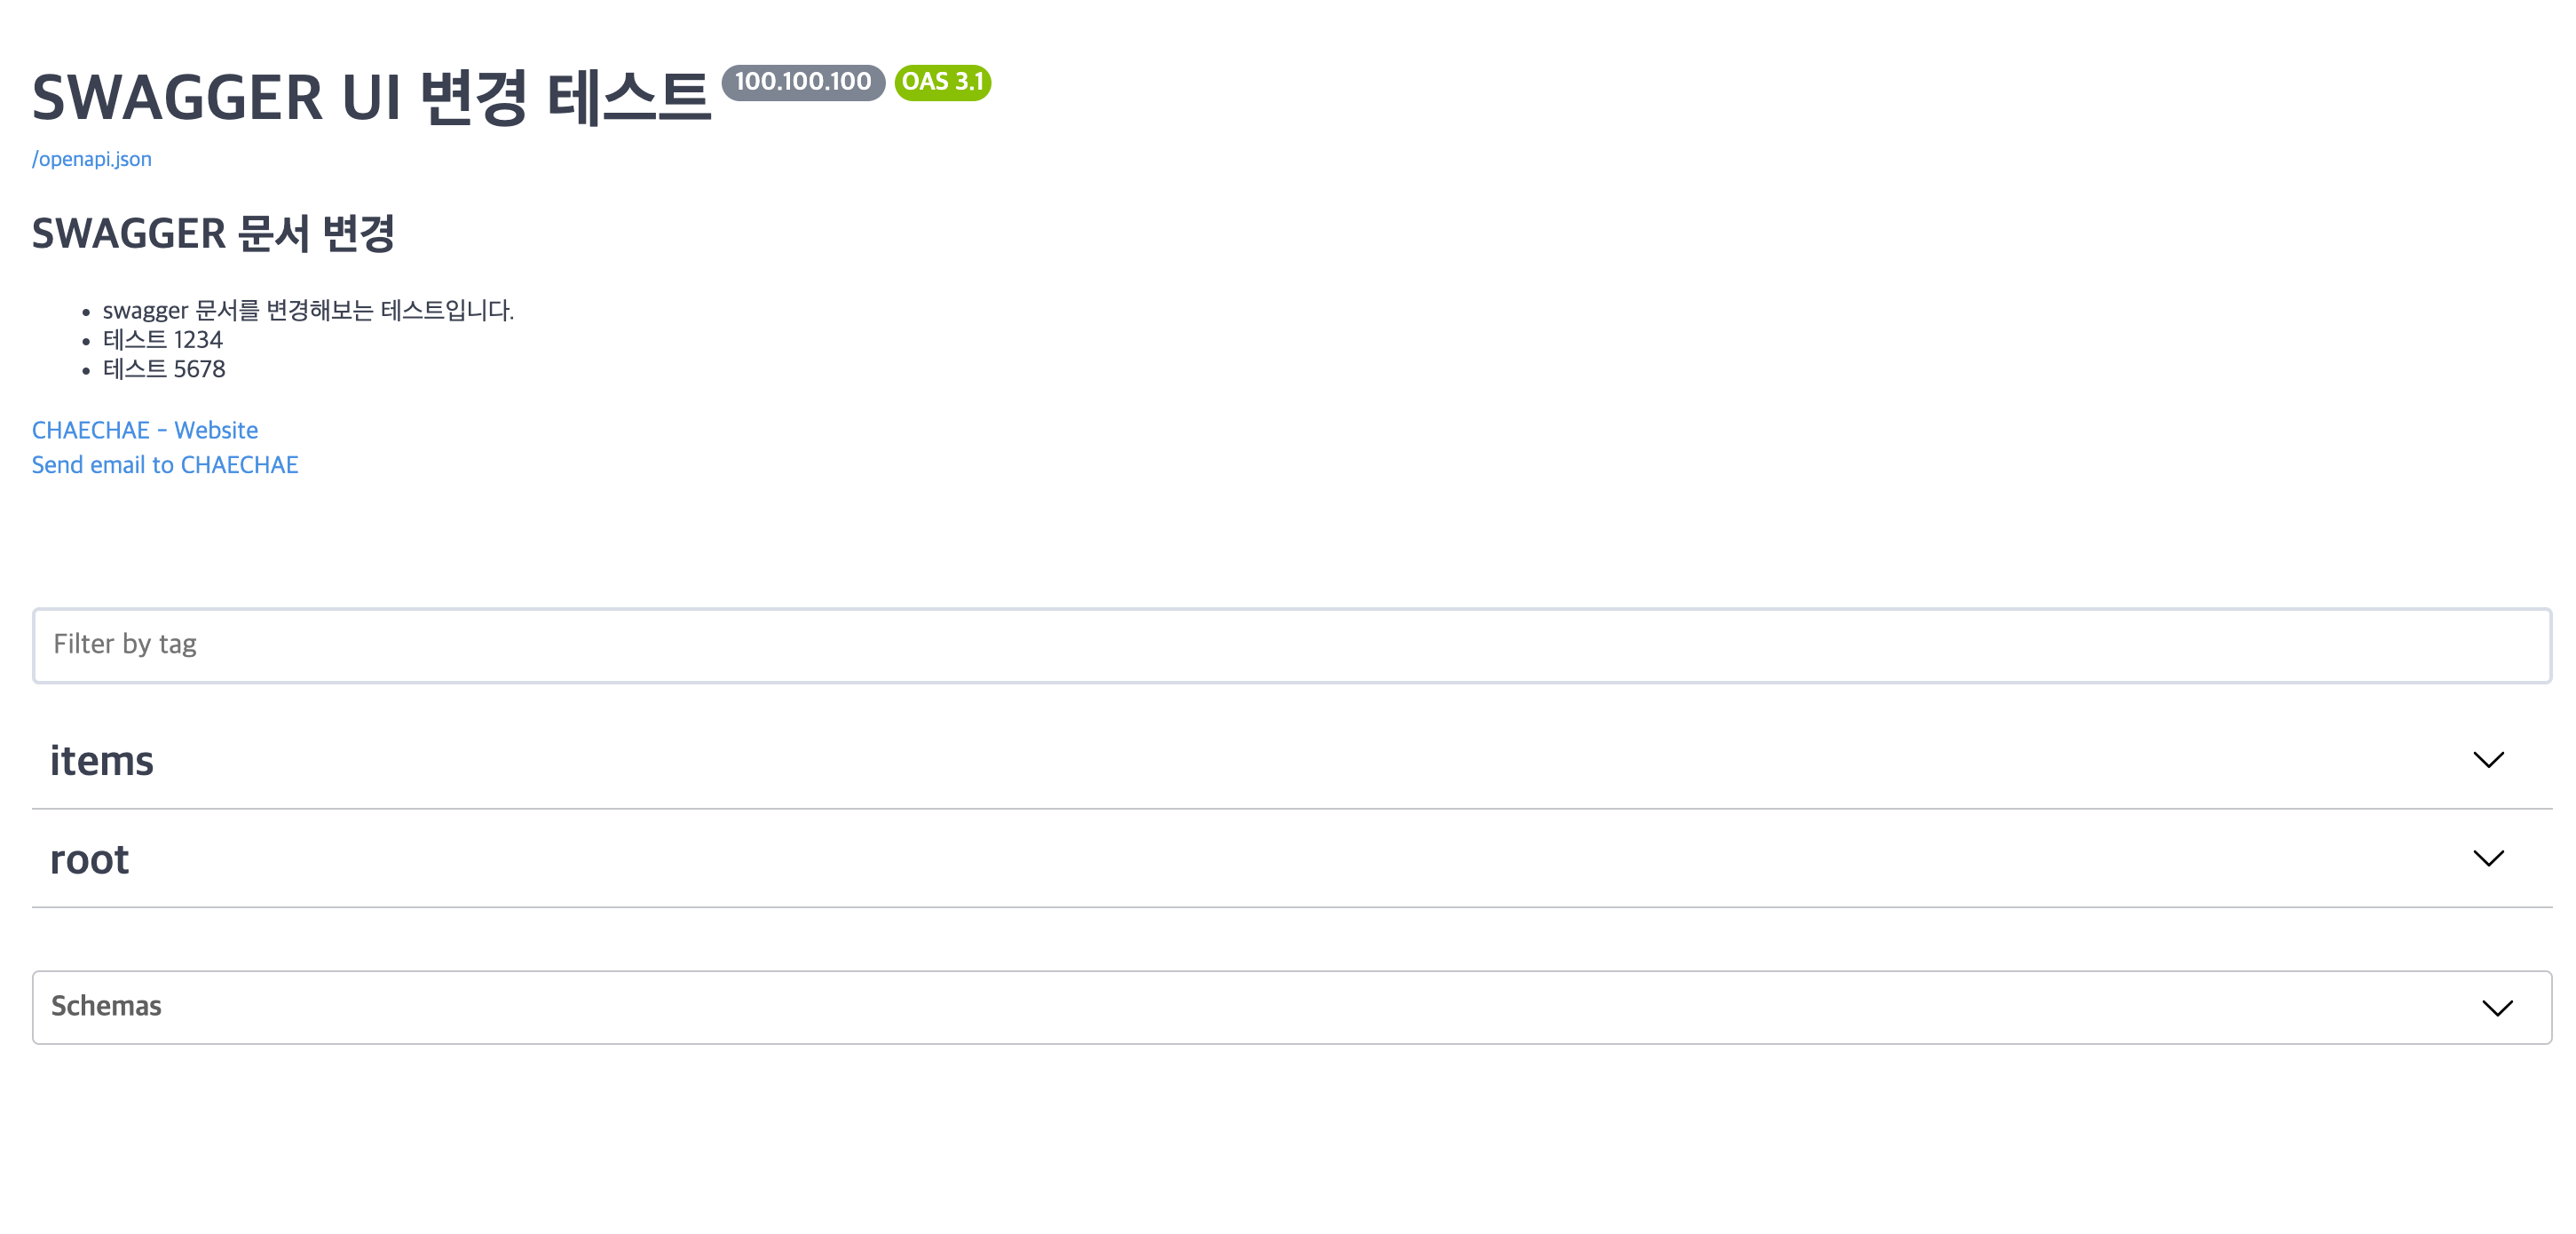 SWAGGER UI 변경 테스트 100.100.100 OAS 3.1
/openapi.json
SWAGGER 문서 변경
• swagger 문서를 변경해보는 테스트입니다.
• 테스트 1234
• 테스트 5678
CHAECHAE - Website
Send email to CHAECHAE
Filter by tag
items
root
Schemas